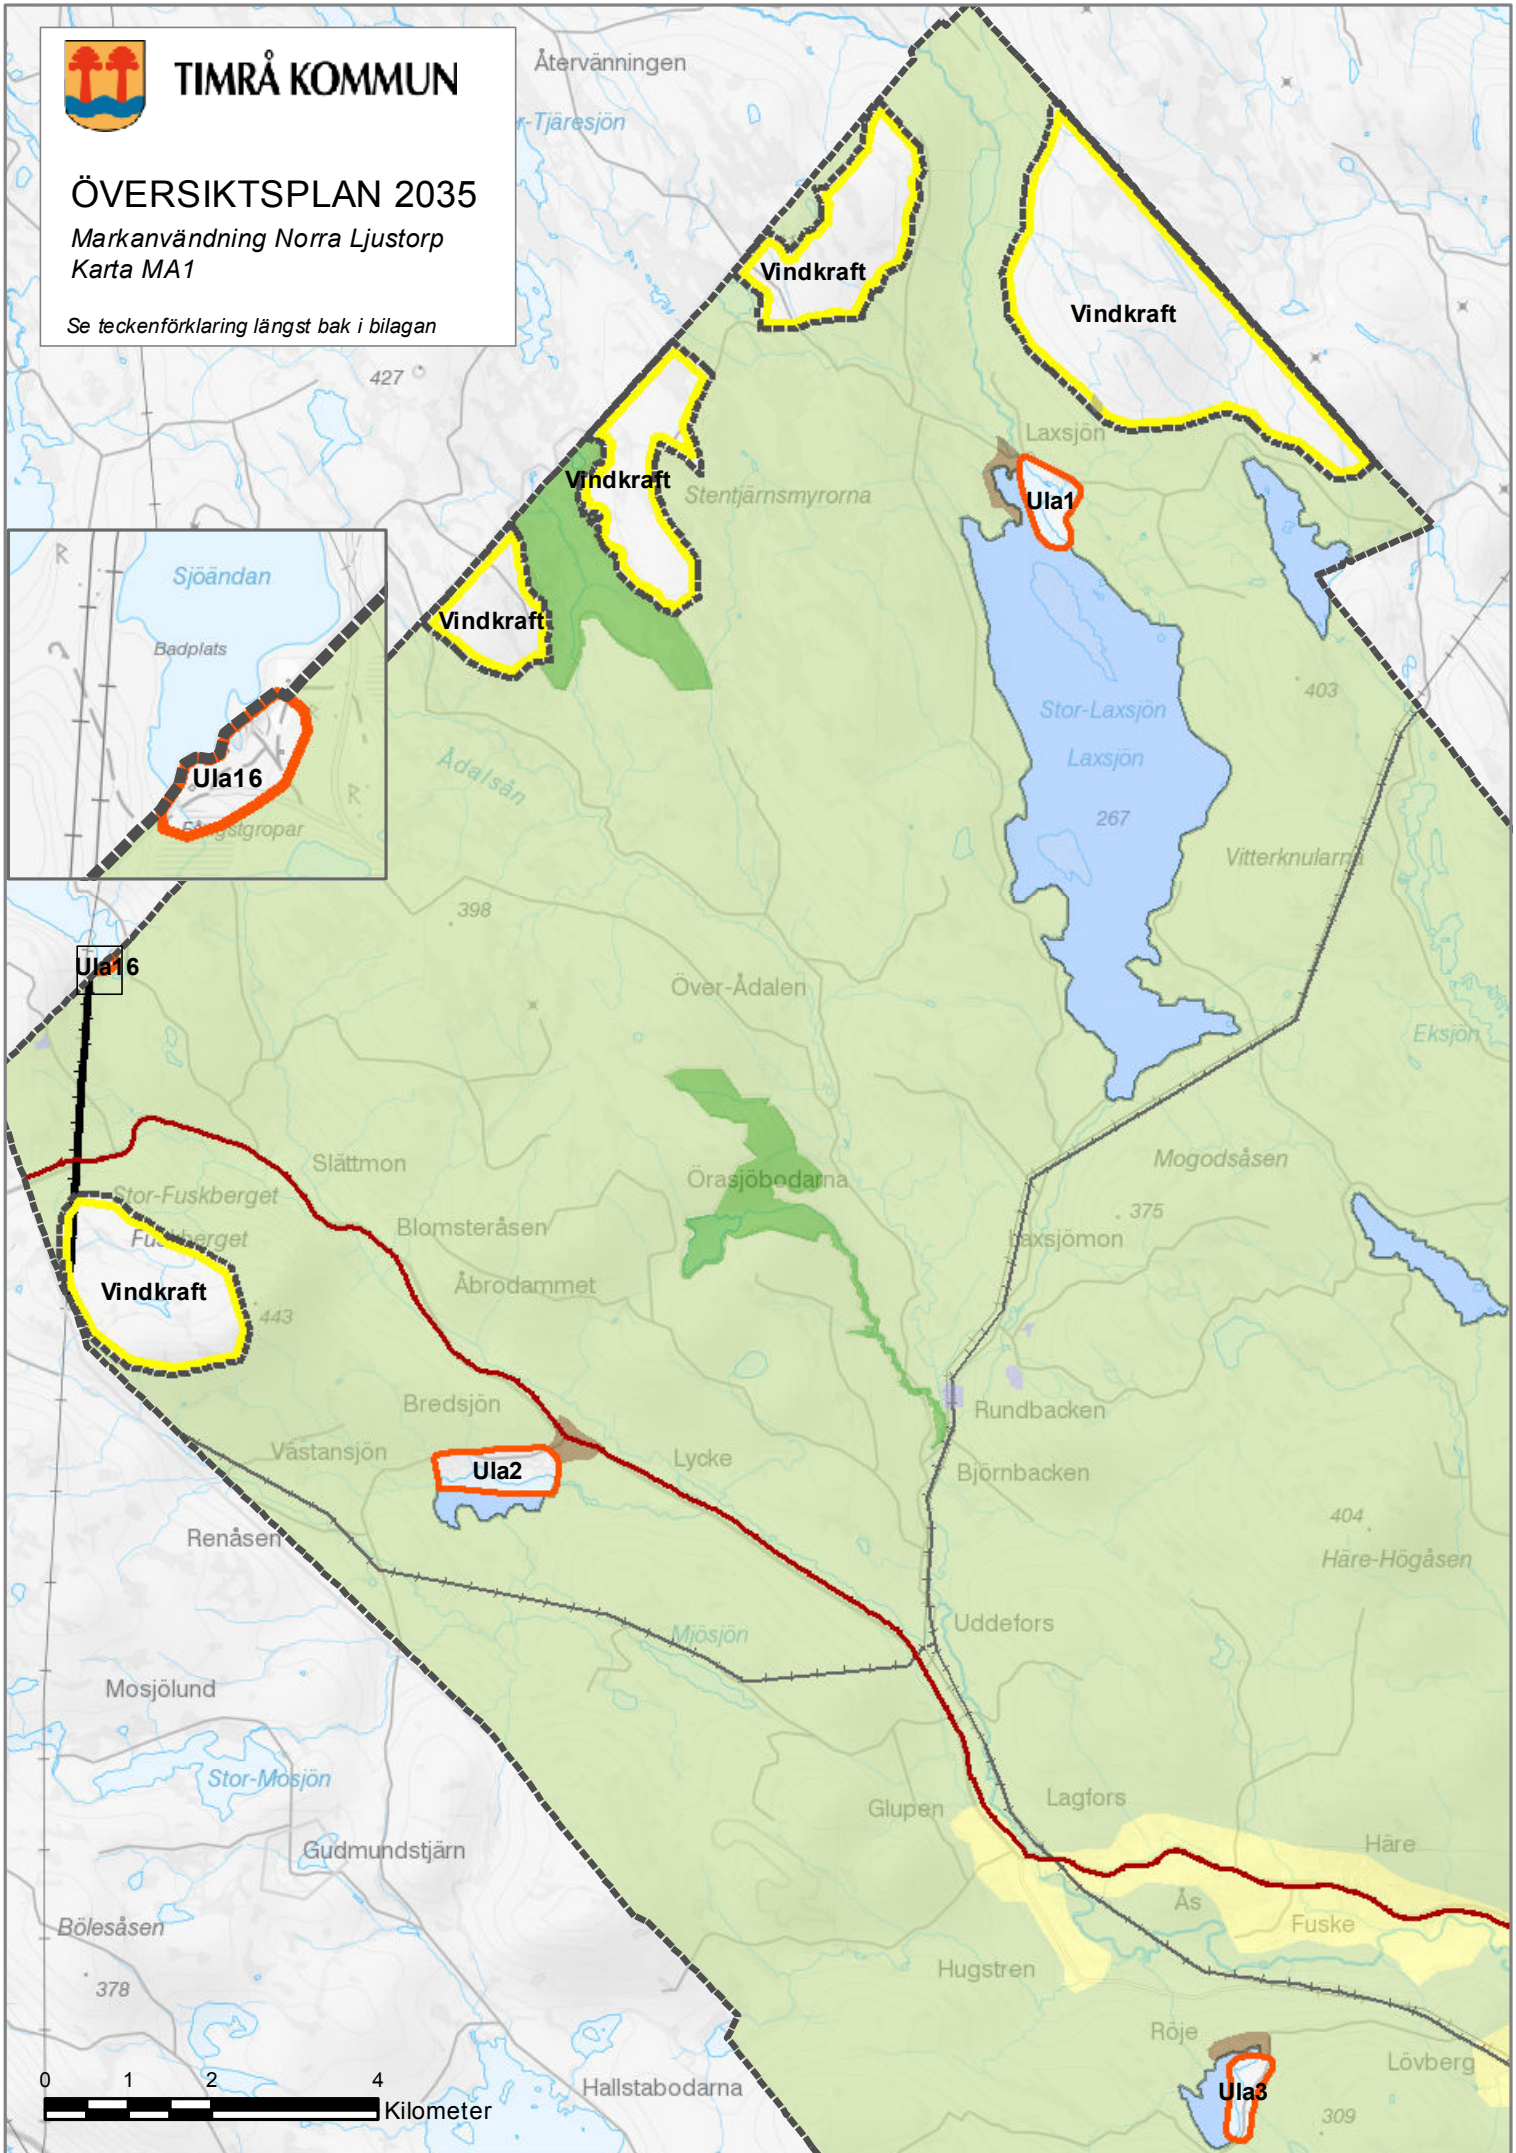 TIMRÅ KOMMUN
ÖVERSIKTSPLAN 2035
Markanvändning Norra Ljustorp
Karta MA1
Se teckenförklaring längst bak i bilagan
Återvänningen
r-Tjäresjön
Vindkraft
Vindkraft
427
Laxsjön
Vindkraft
Stentjärnsmyrorna
Ula1
Sjöändan
Vindkraft
Badplats
403
Stor-Laxsjön
Laxsjön
Ådalsån
Ula16
R
R
267
Fångstgropar
Vitterknularna
398
Ula16
Över-Ådalen
Eksjön
Slättmon
Mogodsåsen
Örasjöbodarna
Stor-Fuskberget
375
Blomsteråsen
Fuskberget
Laxsjömon
Åbrodammet
Vindkraft
443
Bredsjön
Rundbacken
Västansjön
Lycke
Ula2
Björnbacken
404
Renåsen
Häre-Högåsen
Uddefors
Mjösjön
Mosjölund
Stor-Mosjön
Lagfors
Glupen
Häre
Gudmundstjärn
Ås
Fuske
Bölesåsen
Hugstren
378
Röje
Lövberg
0 1 2 4
Kilometer
Hallstabodarna
Ula3
309